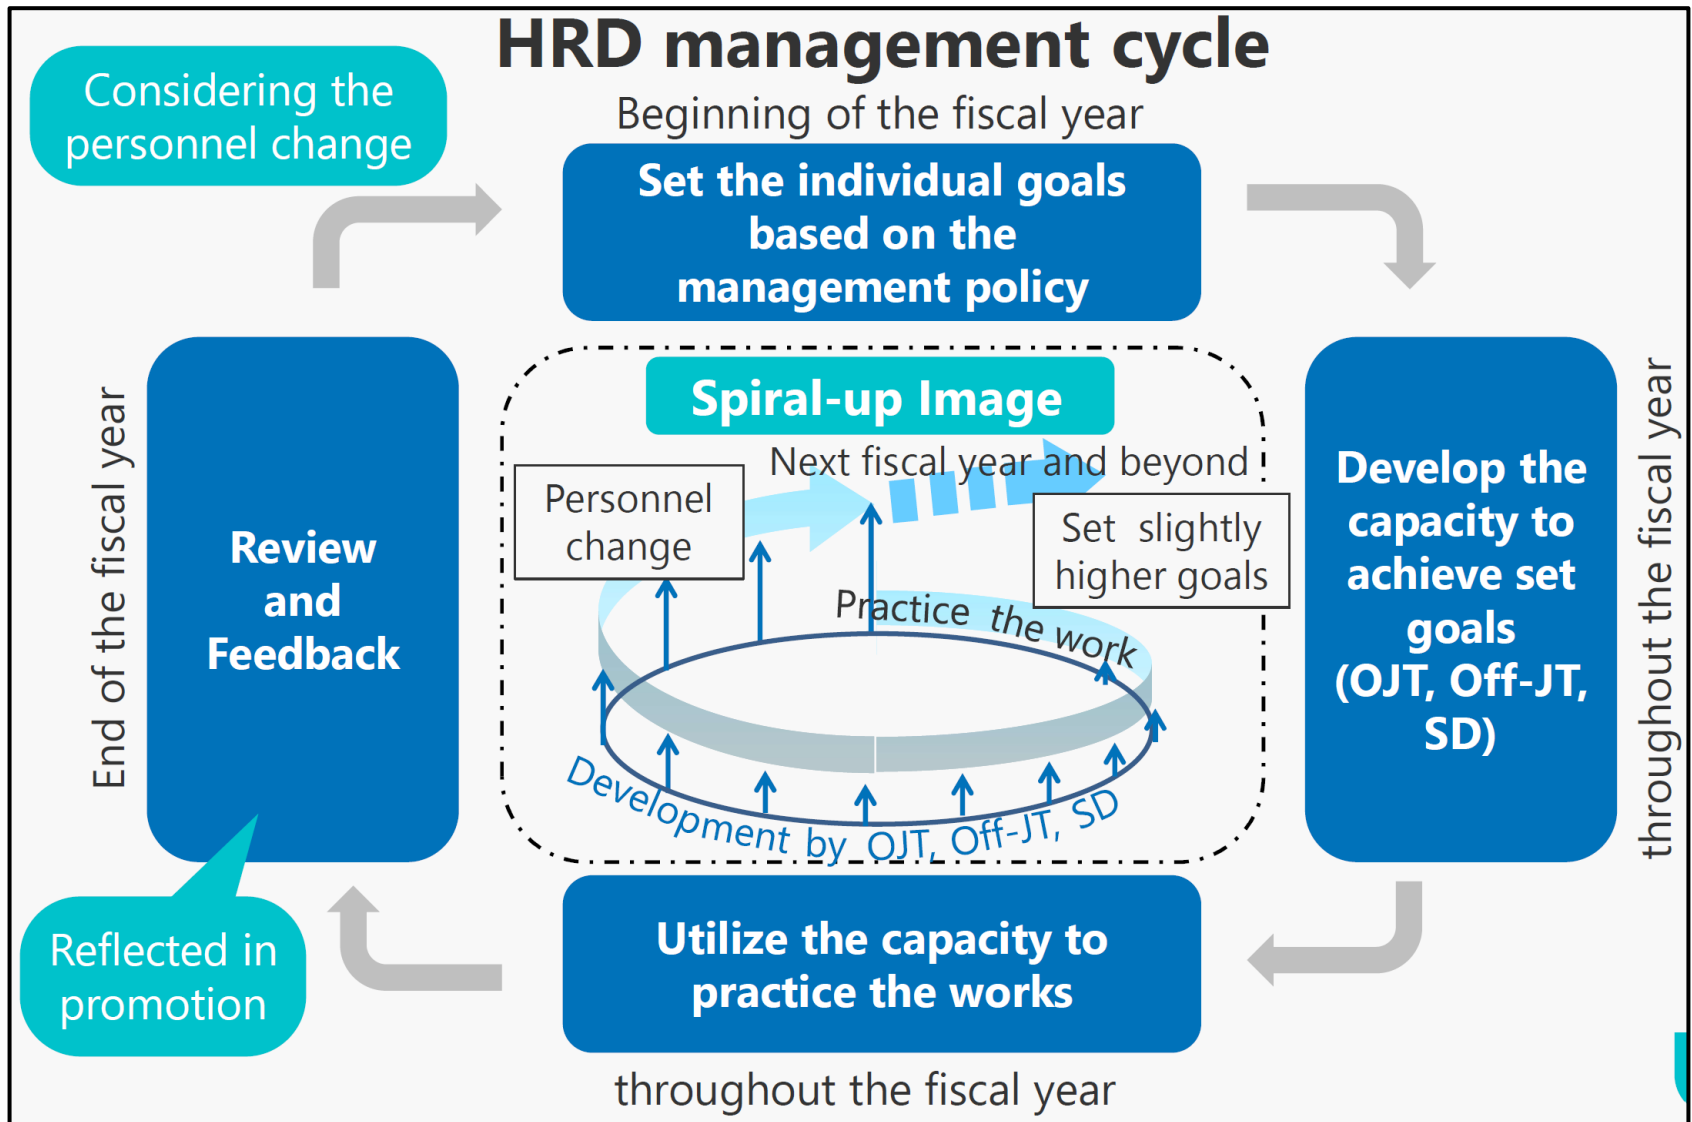 HRD management cycle
Considering the
personnel change
Beginning of the fiscal year
Set the individual goals
based on the
management policy
Spiral-up Image
Next fiscal year and beyond
Personnel
change
Set slightly
higher goals
Practice the work
Development by OJT, Off-JT, SD
Develop the
capacity to
achieve set
goals
(OJT, Off-JT,
SD)
throughout the fiscal year
Utilize the capacity to
practice the works
throughout the fiscal year
Review
and
Feedback
End of the fiscal year
Reflected in
promotion